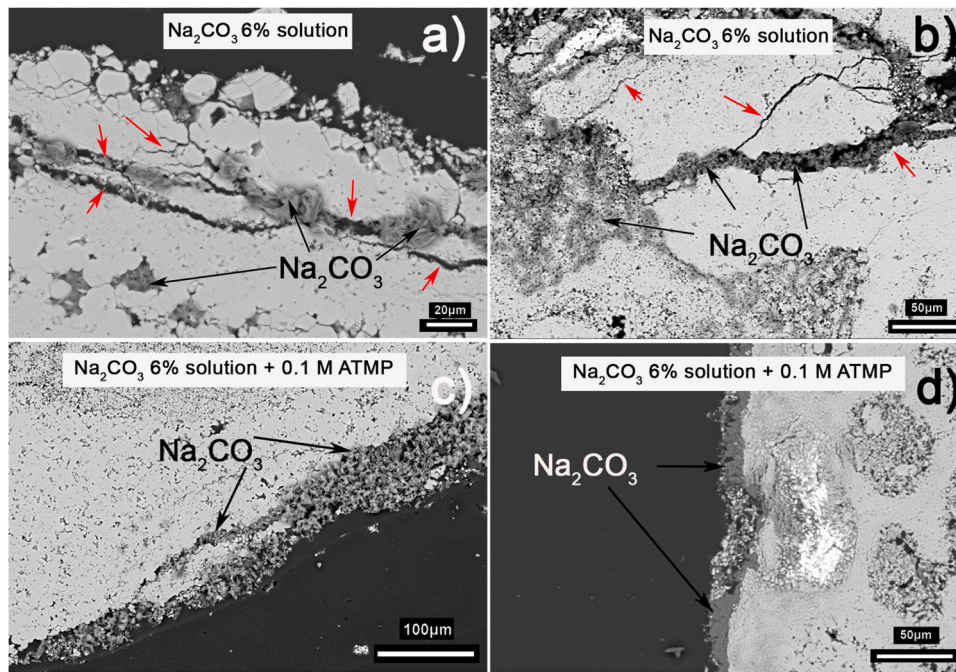 Na₂CO₃ 6% solution
a)
Na₂CO₃
20µm
Na₂CO₃ 6% solution
b)
Na₂CO₃
50µm
Na₂CO₃ 6% solution + 0.1 M ATMP
c)
Na₂CO₃
100µm
Na₂CO₃ 6% solution + 0.1 M ATMP
d)
Na₂CO₃
50µm